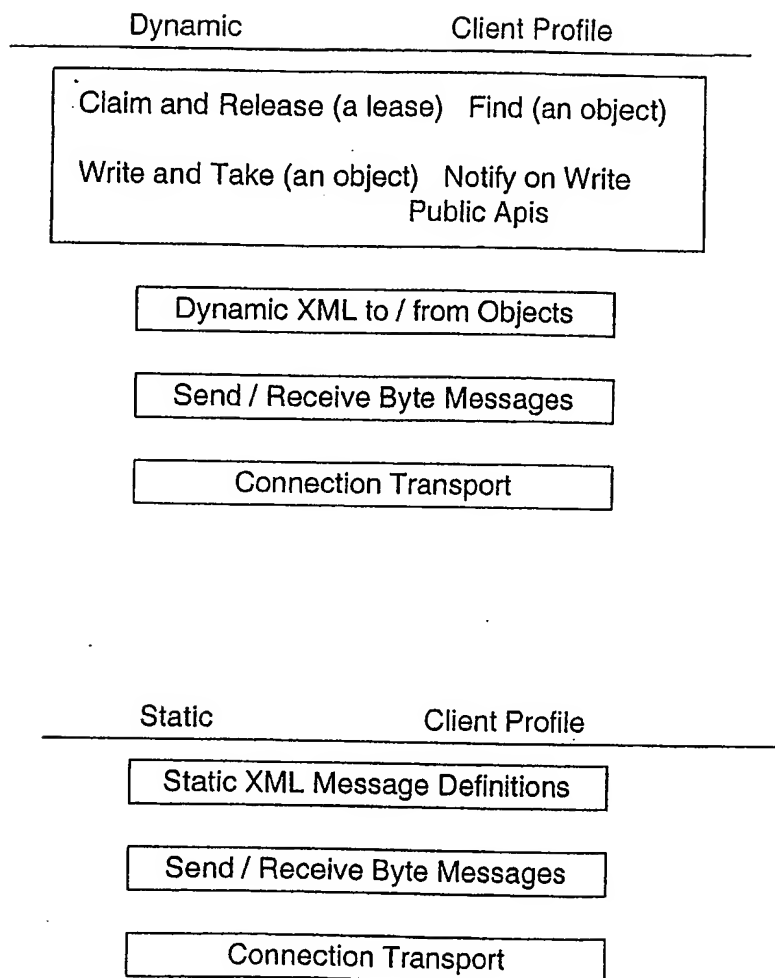 Dynamic Client Profile
Claim and Release (a lease) Find (an object)
Write and Take (an object) Notify on Write
Public Apis
Dynamic XML to / from Objects
Send / Receive Byte Messages
Connection Transport
Static Client Profile
Static XML Message Definitions
Send / Receive Byte Messages
Connection Transport